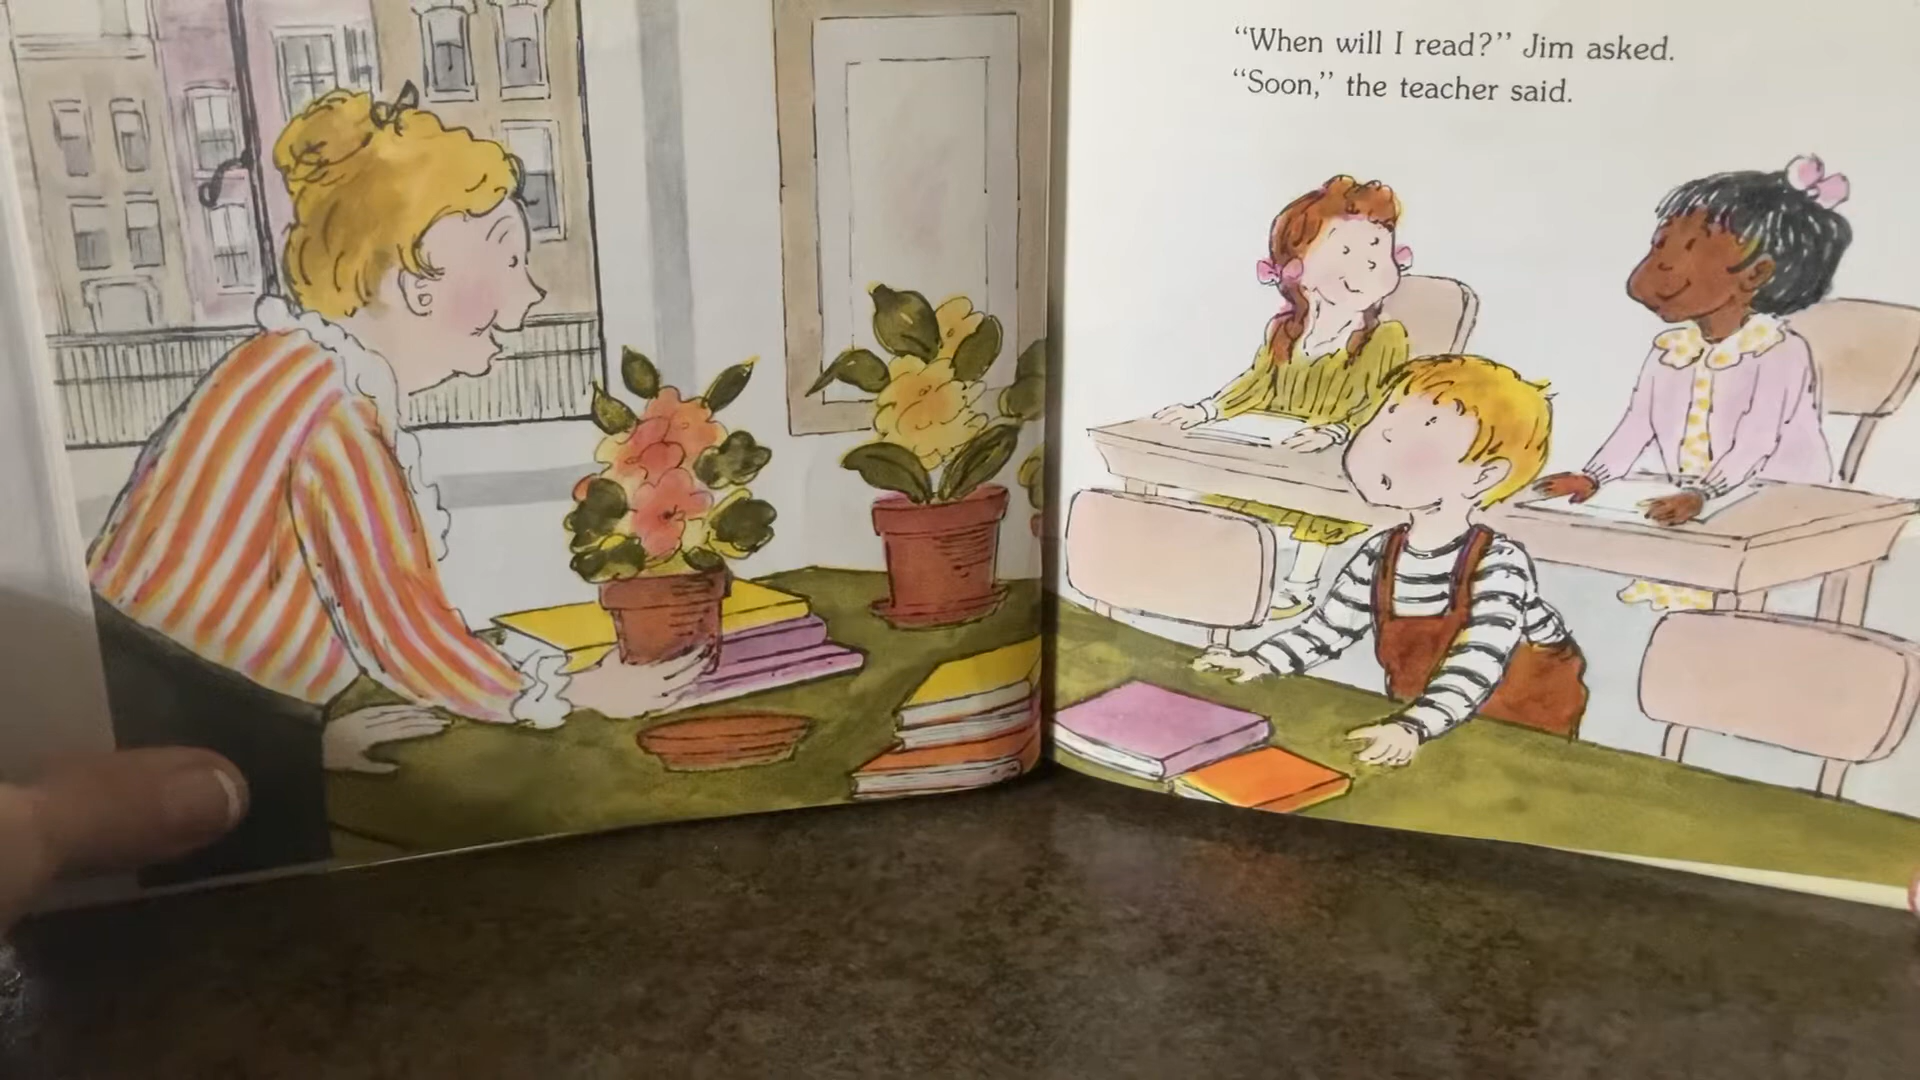 “When will I read?” Jim asked.
“Soon,” the teacher said.